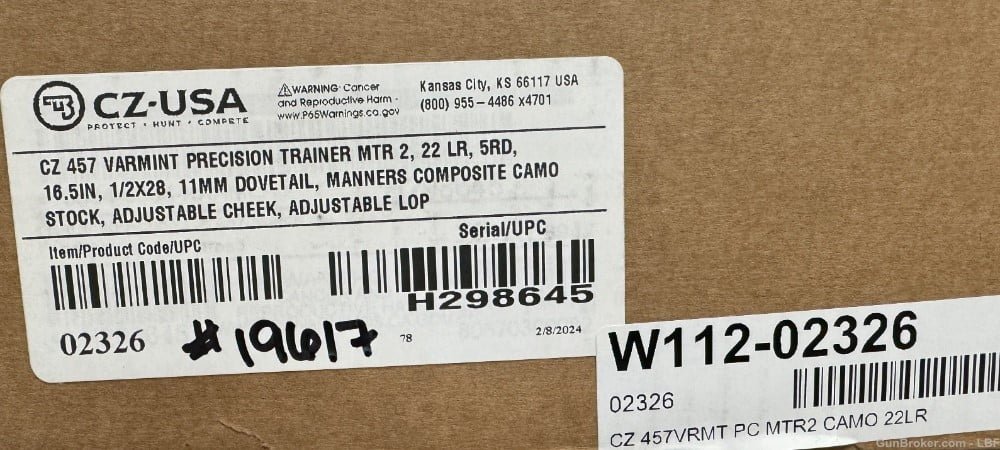 CZ-USA
PROTECT • HUNT • COMPETE
⚠WARNING: Cancer
and Reproductive Harm -
www.P65Warnings.ca.gov
Kansas City, KS 66117 USA
(800) 955-4486 x4701
CZ 457 VARMINT PRECISION TRAINER MTR 2, 22 LR, 5RD,
16.5IN, 1/2X28, 11MM DOVETAIL, MANNERS COMPOSITE CAMO
STOCK, ADJUSTABLE CHEEK, ADJUSTABLE LOP
Item/Product Code/UPC
Serial/UPC
H298645
02326
#19617
78
2/8/2024
W112-02326
02326
CZ 457VRMT PC MTR2 CAMO 22LR
GunBroker.com - LBF